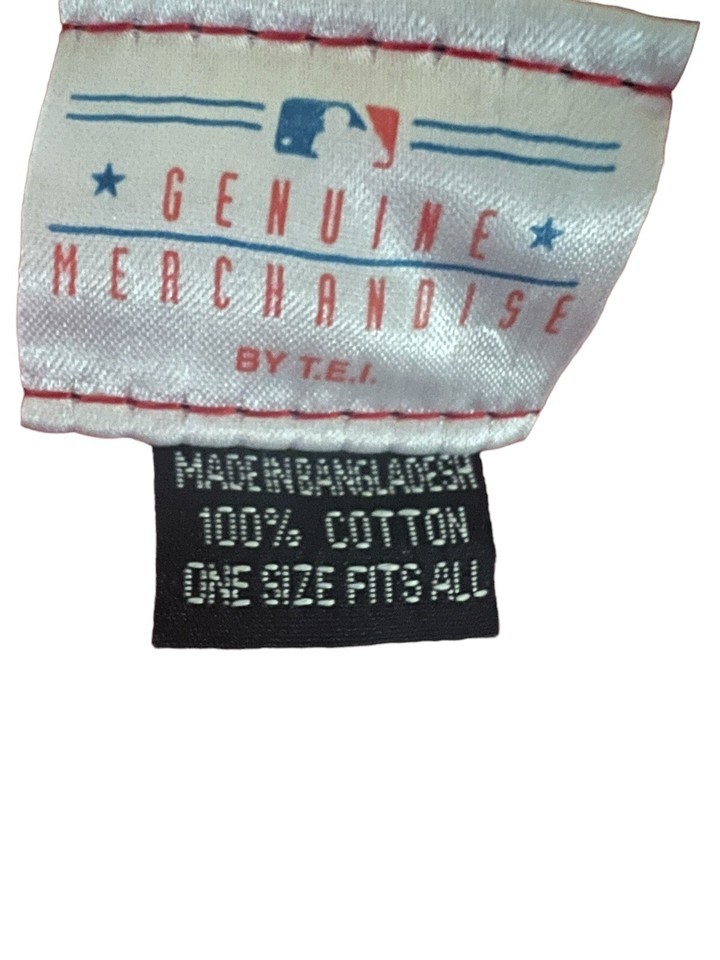 GENUINE
MERCHANDISE
BY T.E.I.
MADE IN BANGLADESH
100% COTTON
ONE SIZE FITS ALL